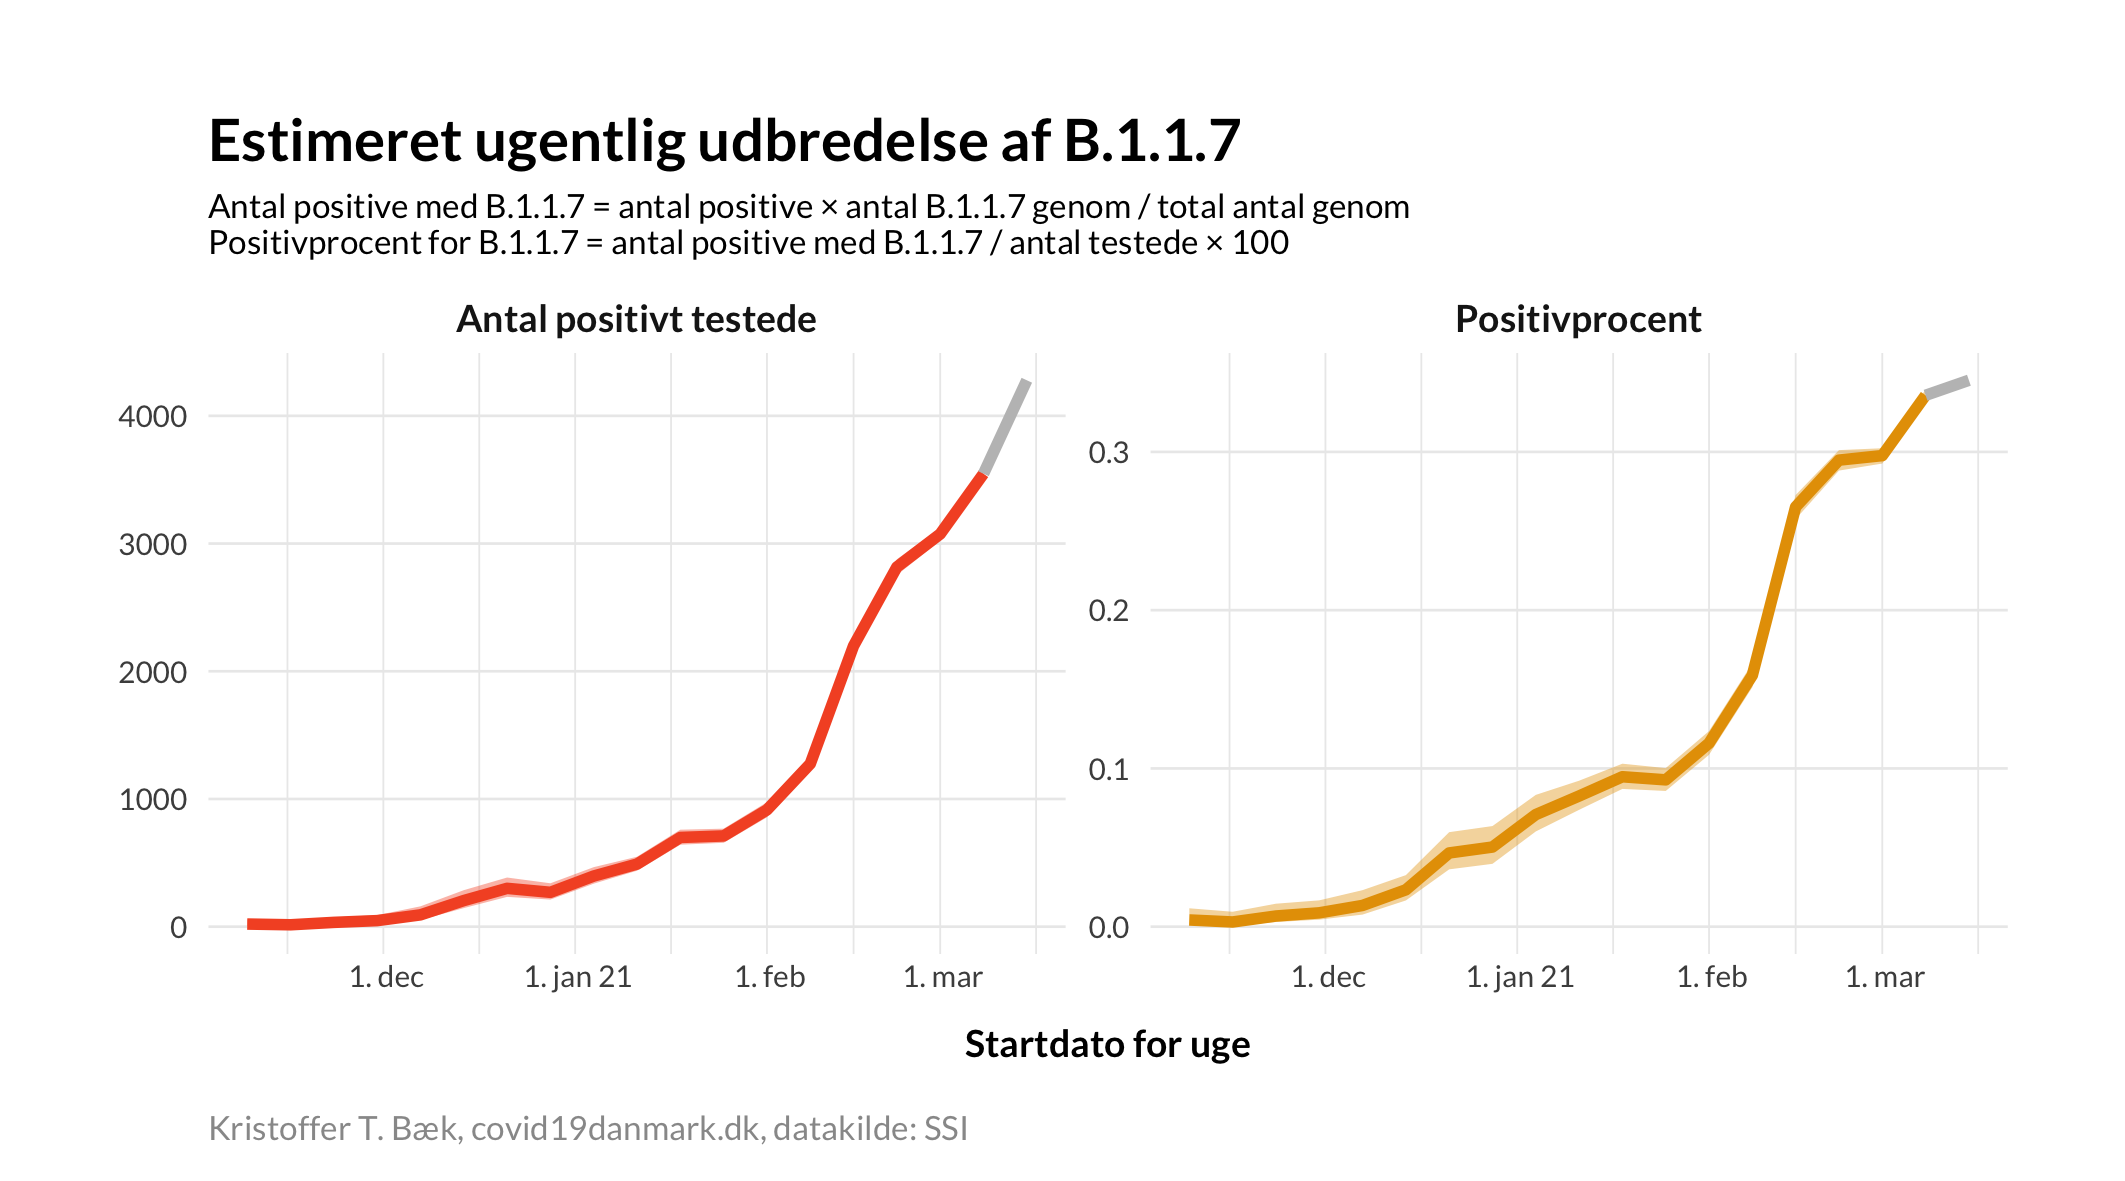 Estimeret ugentlig udbredelse af B.1.1.7
Antal positive med B.1.1.7 = antal positive × antal B.1.1.7 genom / total antal genom
Positivprocent for B.1.1.7 = antal positive med B.1.1.7 / antal testede × 100
Antal positivt testede
4000
3000
2000
1000
0
1. dec
1. jan 21
1. feb
1. mar
Positivprocent
0.3
0.2
0.1
0.0
1. dec
1. jan 21
1. feb
1. mar
Startdato for uge
Kristoffer T. Bæk, covid19danmark.dk, datakilde: SSI